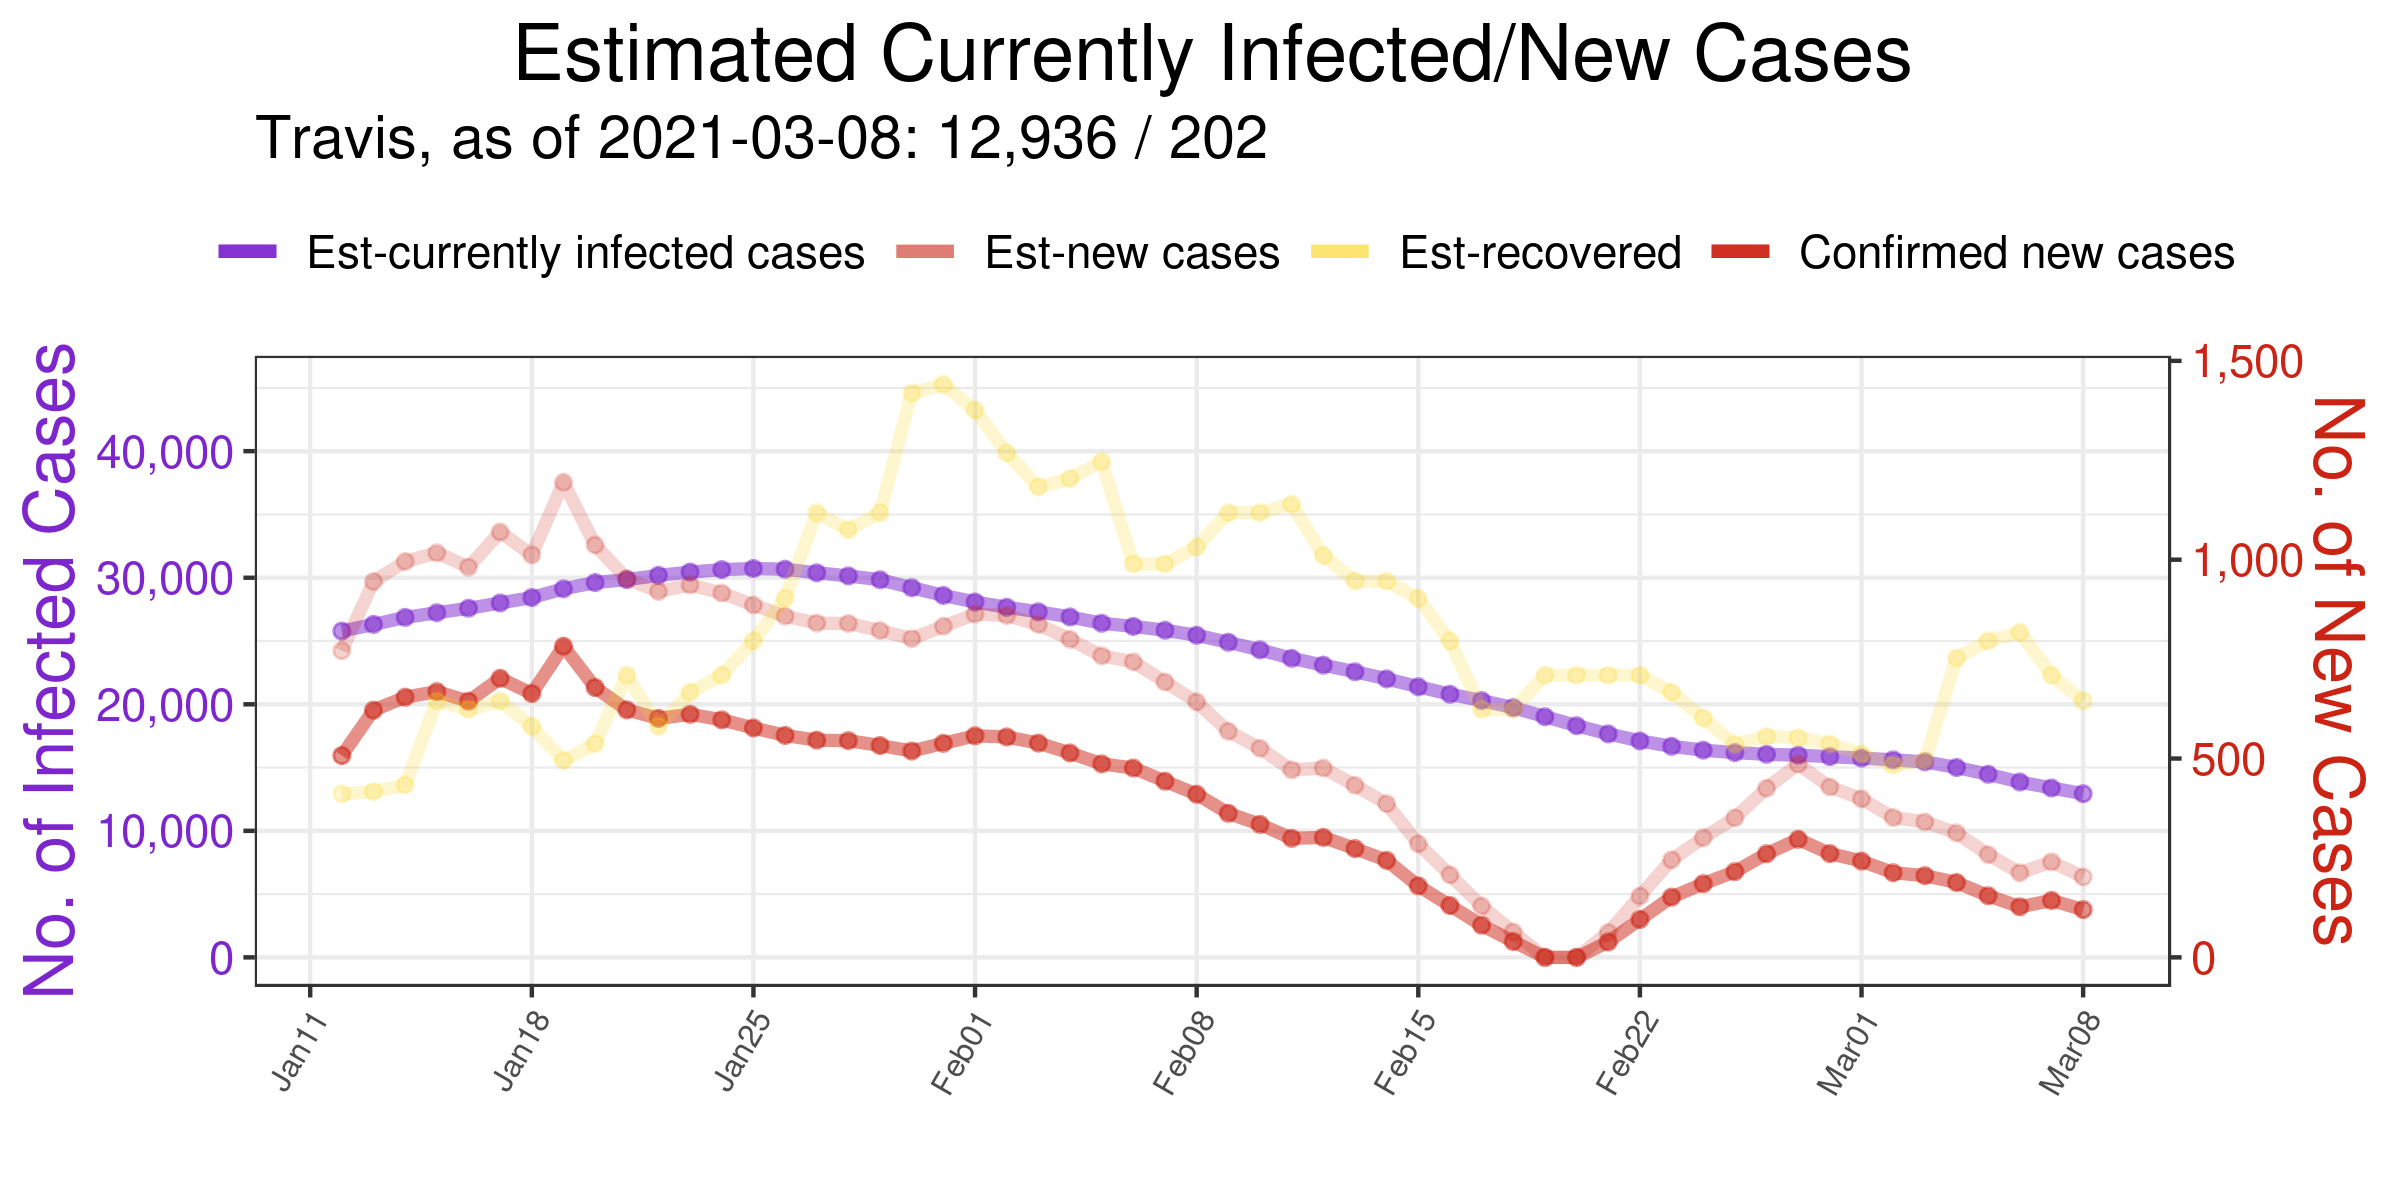 Estimated Currently Infected/New Cases
Travis, as of 2021-03-08: 12,936 / 202
Est-currently infected cases Est-new cases Est-recovered Confirmed new cases
No. of Infected Cases
40,000
30,000
20,000
10,000
0
1,500
1,000
500
0
No. of New Cases
Jan11 Jan18 Jan25 Feb01 Feb08 Feb15 Feb22 Mar01 Mar08